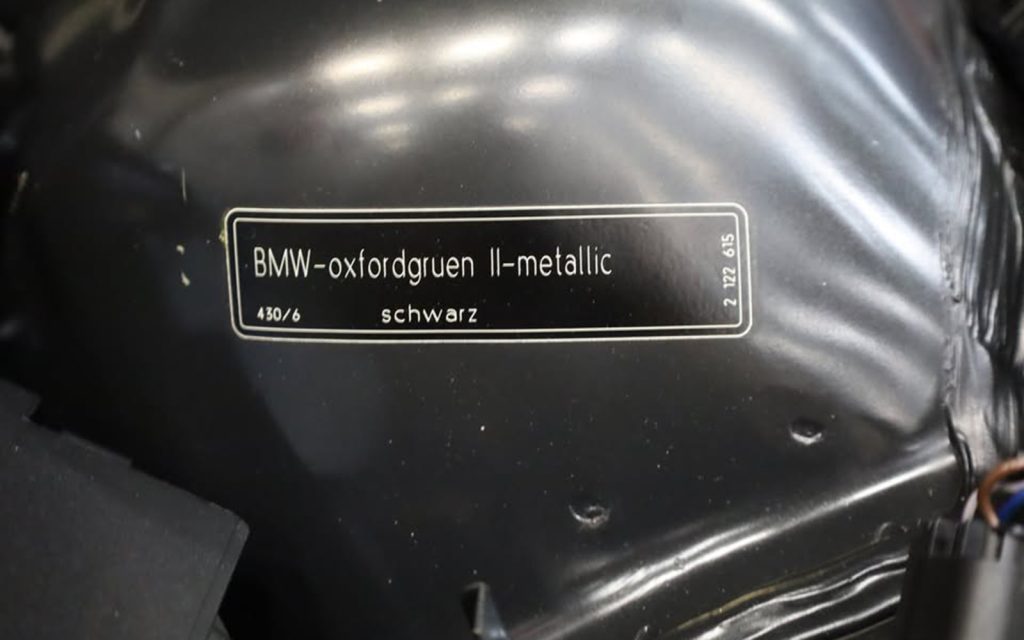 BMW-oxfordgruen II-metallic
430/6 schwarz
2 122 615